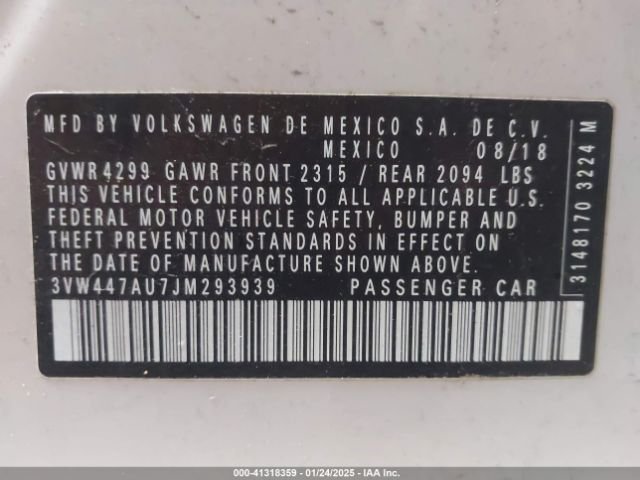 MFD BY VOLKSWAGEN DE MEXICO S.A. DE C.V.
MEXICO 08/18
GVWR 4299 GAWR FRONT 2315 / REAR 2094 LBS
THIS VEHICLE CONFORMS TO ALL APPLICABLE U.S.
FEDERAL MOTOR VEHICLE SAFETY, BUMPER AND
THEFT PREVENTION STANDARDS IN EFFECT ON
THE DATE OF MANUFACTURE SHOWN ABOVE.
3VW447AU7JM293939 PASSENGER CAR
3148170 3224 M
000-41318359 - 01/24/2025 - IAA Inc.